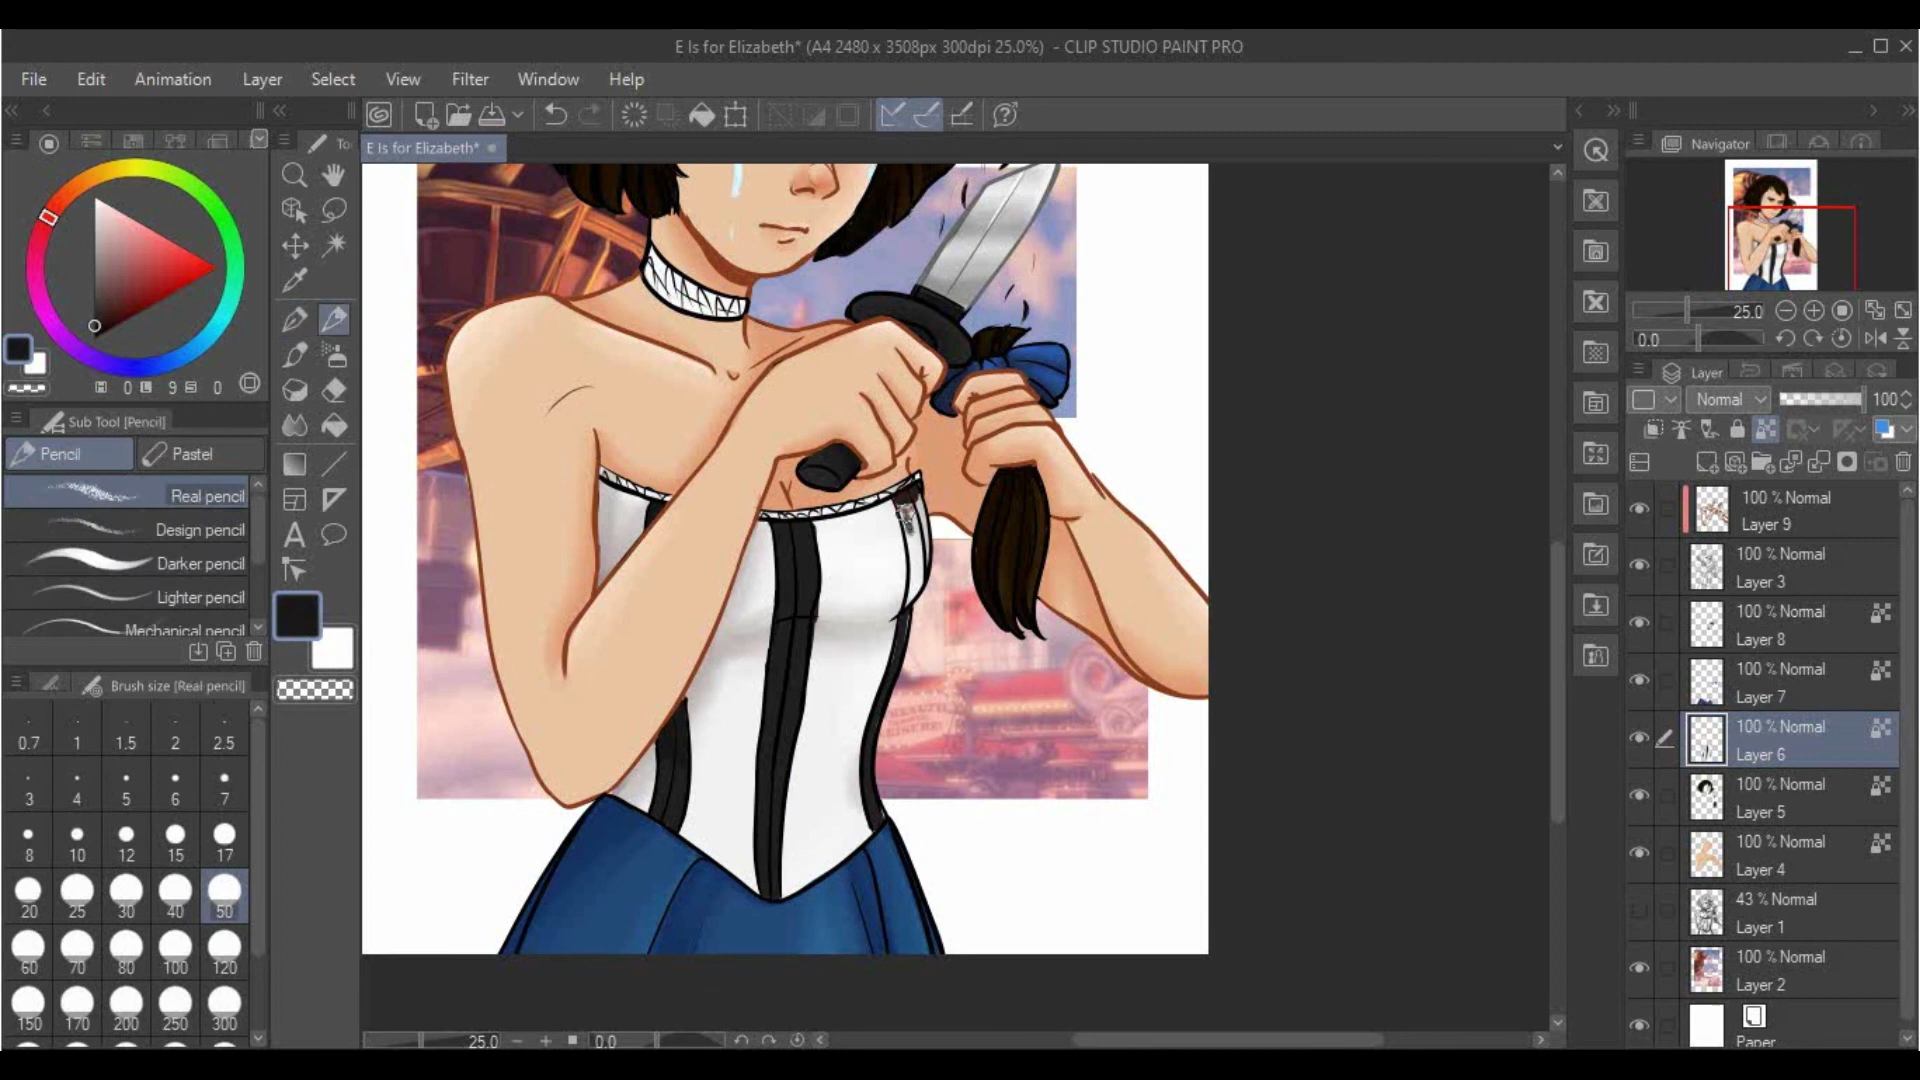 E Is for Elizabeth* (A4 2480 x 3508px 300dpi 25.0%)  - CLIP STUDIO PAINT PRO
File Edit Animation Layer Select View Filter Window Help
To
E Is for Elizabeth*
Navigator
25.0
0.0
H 0 L 9 S 0
Sub Tool [Pencil]
Pencil Pastel
Real pencil
Design pencil
Darker pencil
Lighter pencil
Mechanical pencil
Brush size [Real pencil]
0.7 1 1.5 2 2.5
3 4 5 6 7
8 10 12 15 17
20 25 30 40 50
60 70 80 100 120
150 170 200 250 300
A
Layer
Normal 100
100 % Normal
Layer 9
100 % Normal
Layer 3
100 % Normal
Layer 8
100 % Normal
Layer 7
100 % Normal
Layer 6
100 % Normal
Layer 5
100 % Normal
Layer 4
43 % Normal
Layer 1
100 % Normal
Layer 2
Paper
25.0 0.0